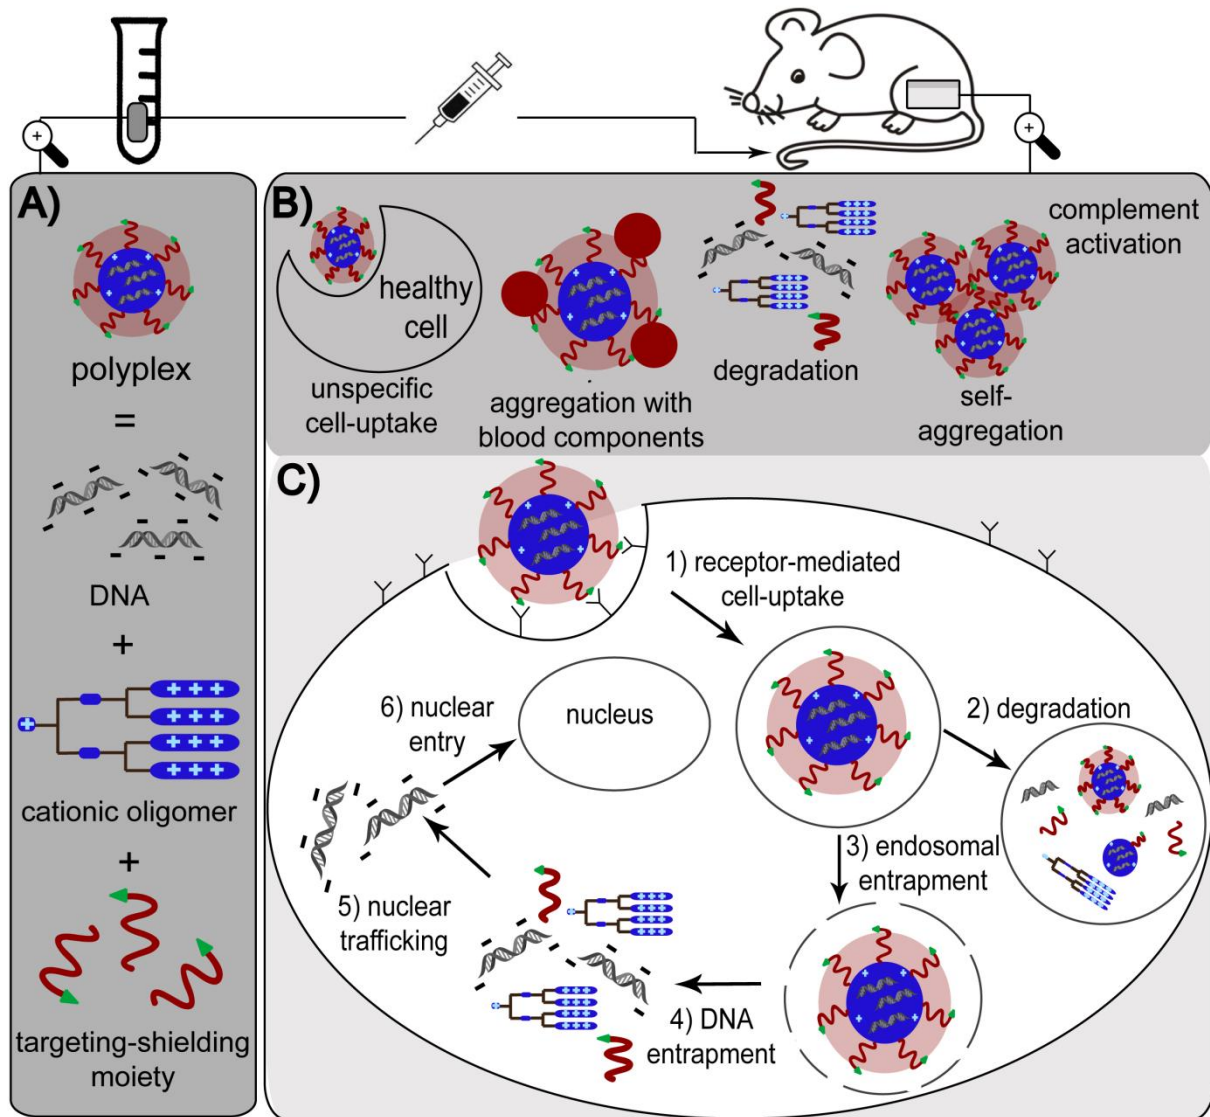 A)
polyplex
=
DNA
+
cationic oligomer
+
targeting-shielding
moiety
B)
healthy
cell
unspecific
cell-uptake
aggregation with
blood components
degradation
self-
aggregation
complement
activation
C)
1) receptor-mediated
cell-uptake
2) degradation
3) endosomal
entrapment
4) DNA
entrapment
5) nuclear
trafficking
6) nuclear
entry
nucleus